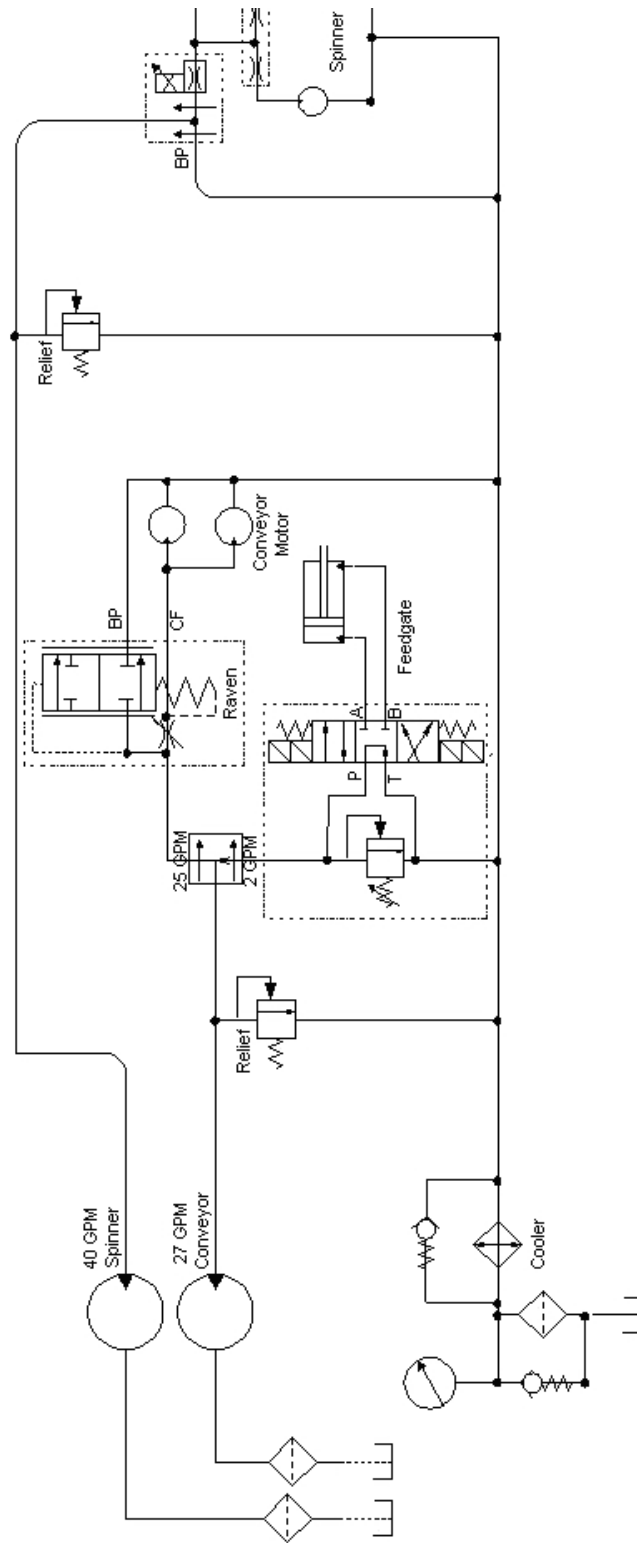 Spinner
BP
Relief
BP
CF
Conveyor
Motor
Raven
Feedgate
A
B
P
T
25 GPM
2 GPM
Relief
40 GPM
Spinner
27 GPM
Conveyor
Cooler